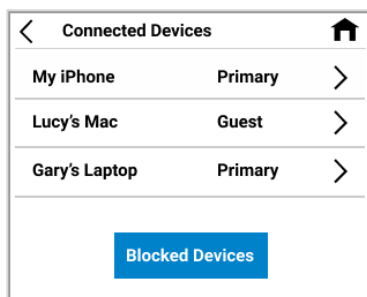 Connected Devices
My iPhone Primary
Lucy's Mac Guest
Gary's Laptop Primary
Blocked Devices